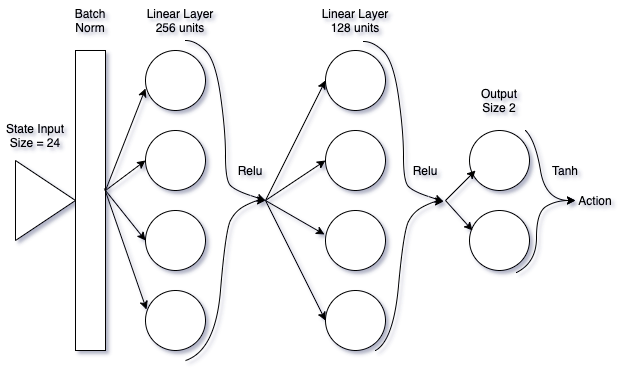 Batch
Norm
Linear Layer
256 units
Linear Layer
128 units
State Input
Size = 24
Output
Size 2
Relu
Relu
Tanh
Action